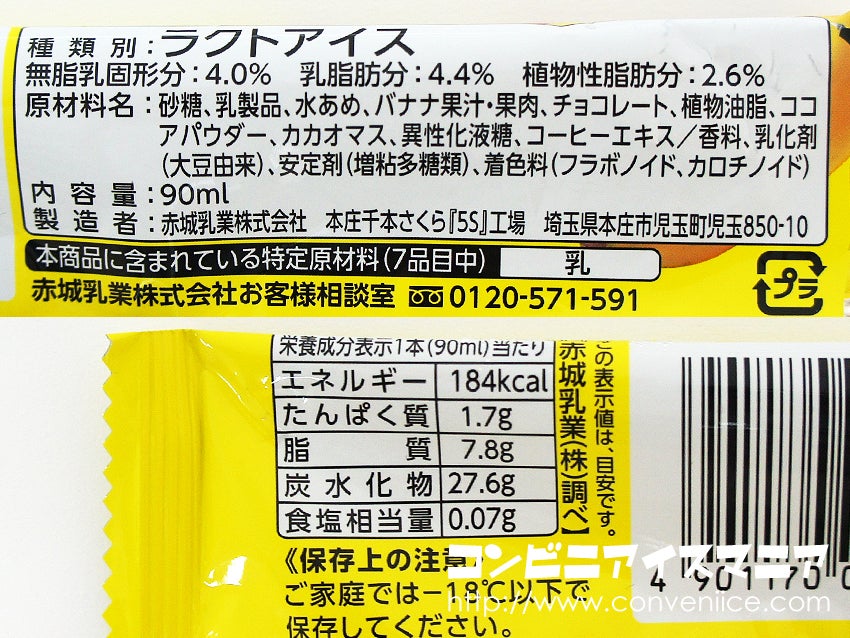 種類別:ラクトアイス
無脂乳固形分:4.0% 乳脂肪分:4.4% 植物性脂肪分:2.6%
原材料名:砂糖、乳製品、水あめ、バナナ果汁・果肉、チョコレート、植物油脂、ココ
アパウダー、カカオマス、異性化液糖、コーヒーエキス/香料、乳化剤
(大豆由来)、安定剤(増粘多糖類)、着色料(フラボノイド、カロチノイド)
内容量:90ml
製造者:赤城乳業株式会社 本庄千本さくら『5S』工場 埼玉県本庄市児玉町児玉850-10
本商品に含まれている特定原材料(7品目中) 乳
赤城乳業株式会社お客様相談室 0120-571-591
プラ
栄養成分表示1本(90ml)当たり
エネルギー 184kcal
たんぱく質 1.7g
脂質 7.8g
炭水化物 27.6g
食塩相当量 0.07g
この表示値は、目安です。
赤城乳業(株)調べ】
《保存上の注意》
ご家庭では−18℃以下で
保存してください。
4 901170 0
コンビニアイスマニア
http://www.conveniice.com